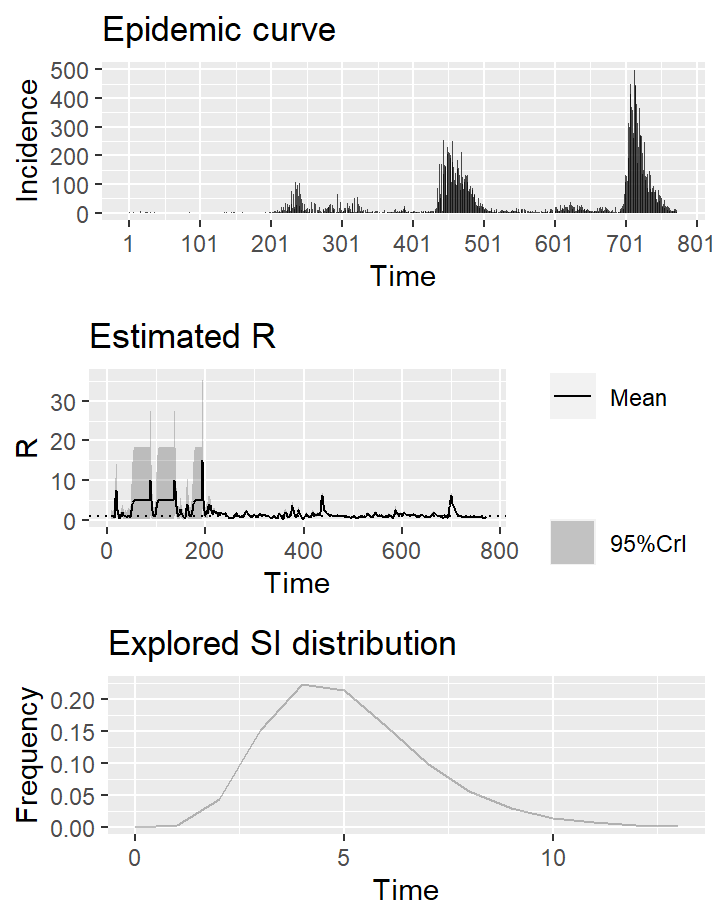 Epidemic curve
Incidence
500
400
300
200
100
0
1 101 201 301 401 501 601 701 801
Time
Estimated R
R
30
20
10
0
0 200 400 600 800
Time
Mean
95%CrI
Explored SI distribution
Frequency
0.20
0.15
0.10
0.05
0.00
0 5 10
Time